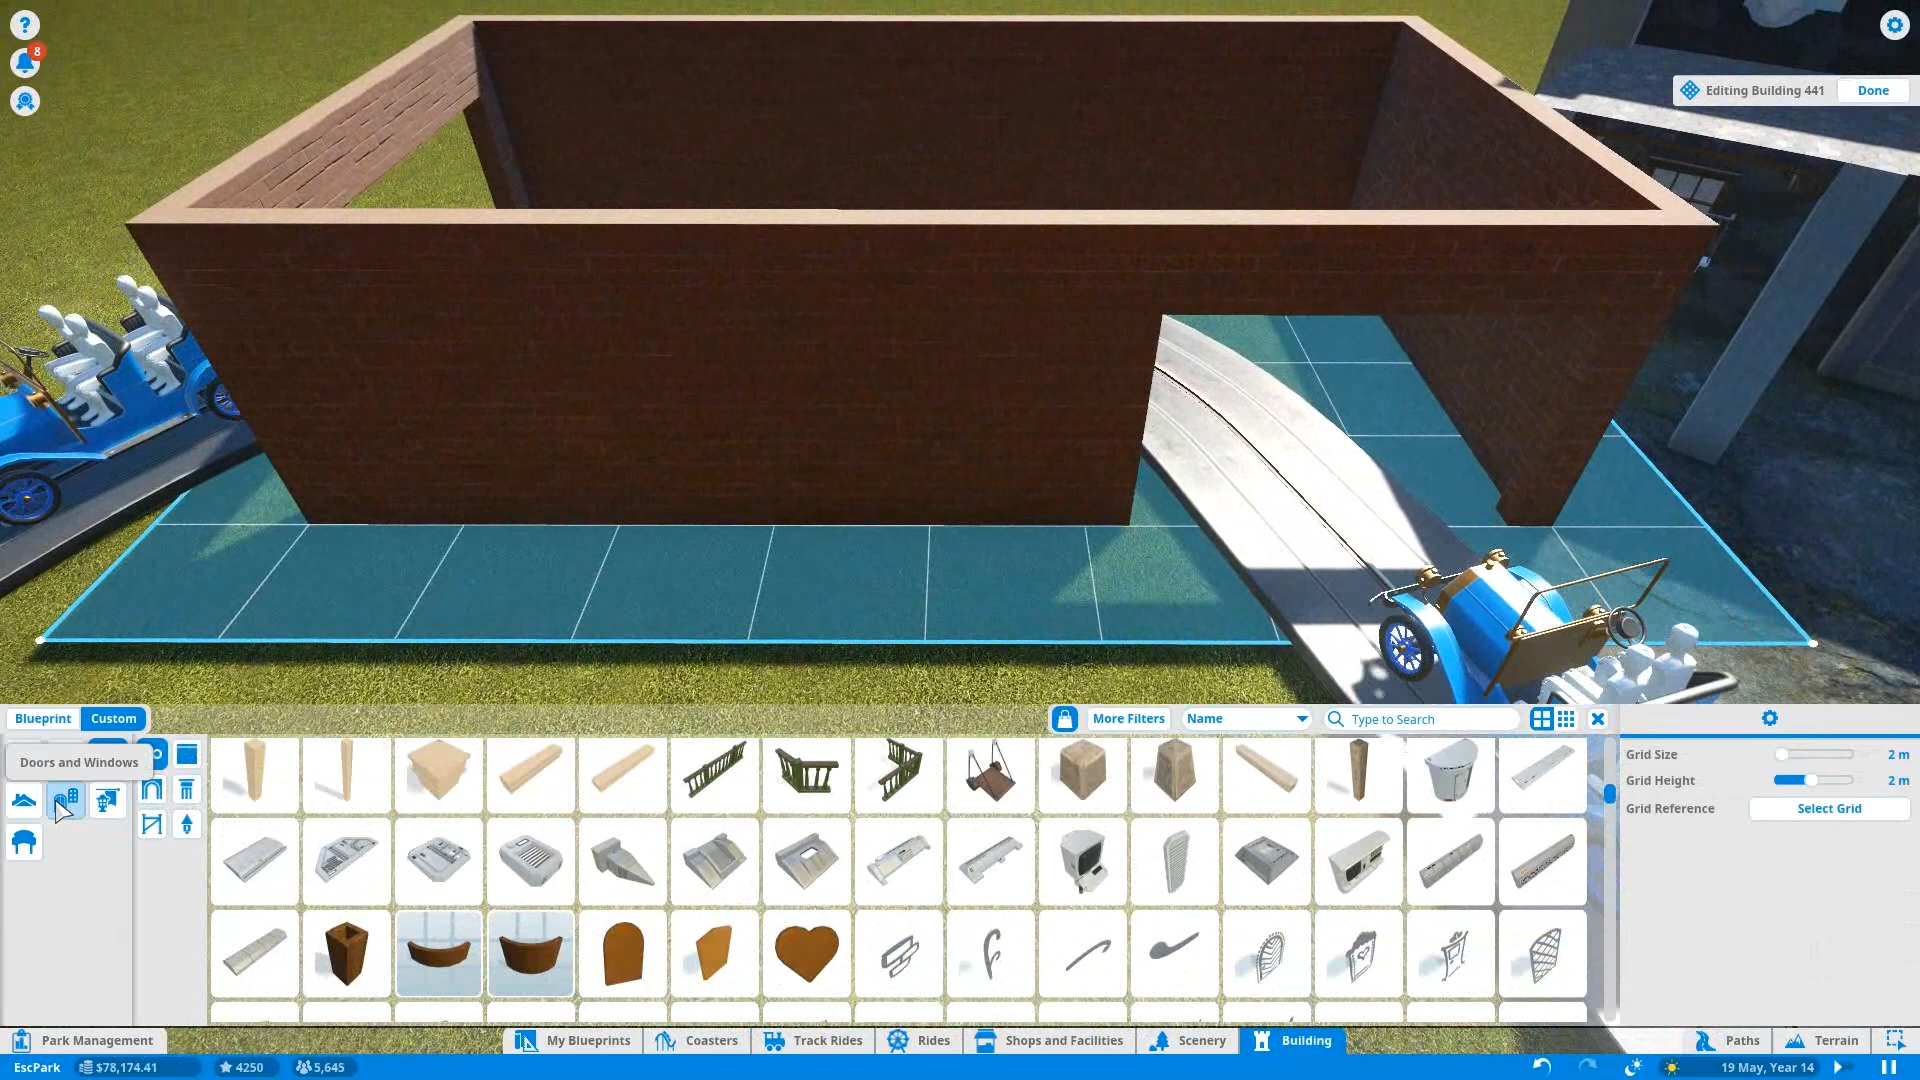 8
Editing Building 441
Done
Blueprint
Custom
More Filters
Name
Type to Search
Doors and Windows
Grid Size
2 m
Grid Height
2 m
Grid Reference
Select Grid
Park Management
My Blueprints
Coasters
Track Rides
Rides
Shops and Facilities
Scenery
Building
Paths
Terrain
EscPark
$78,174.41
4250
5,645
19 May, Year 14